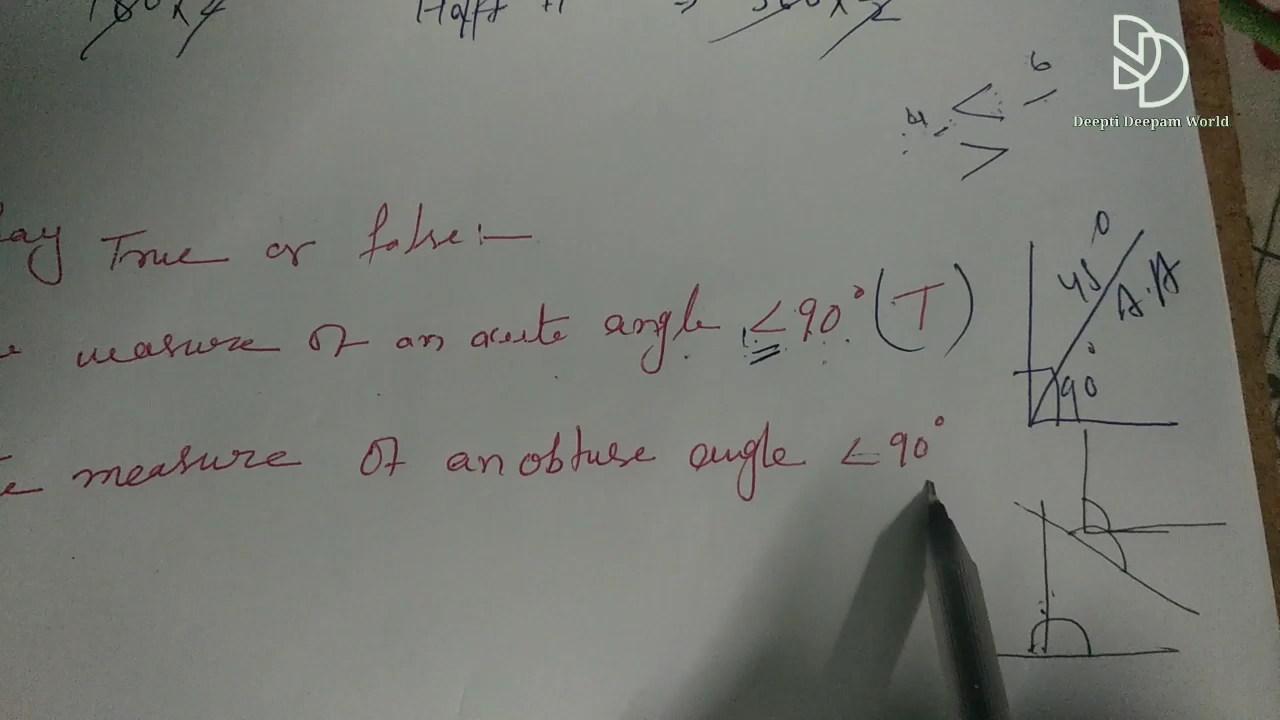 Half
6
4 <
>
Deepti Deepam World
Say True or false:—
measure of an acute angle < 90° (T)
measure of an obtuse angle < 90°
45°
A.A
90°